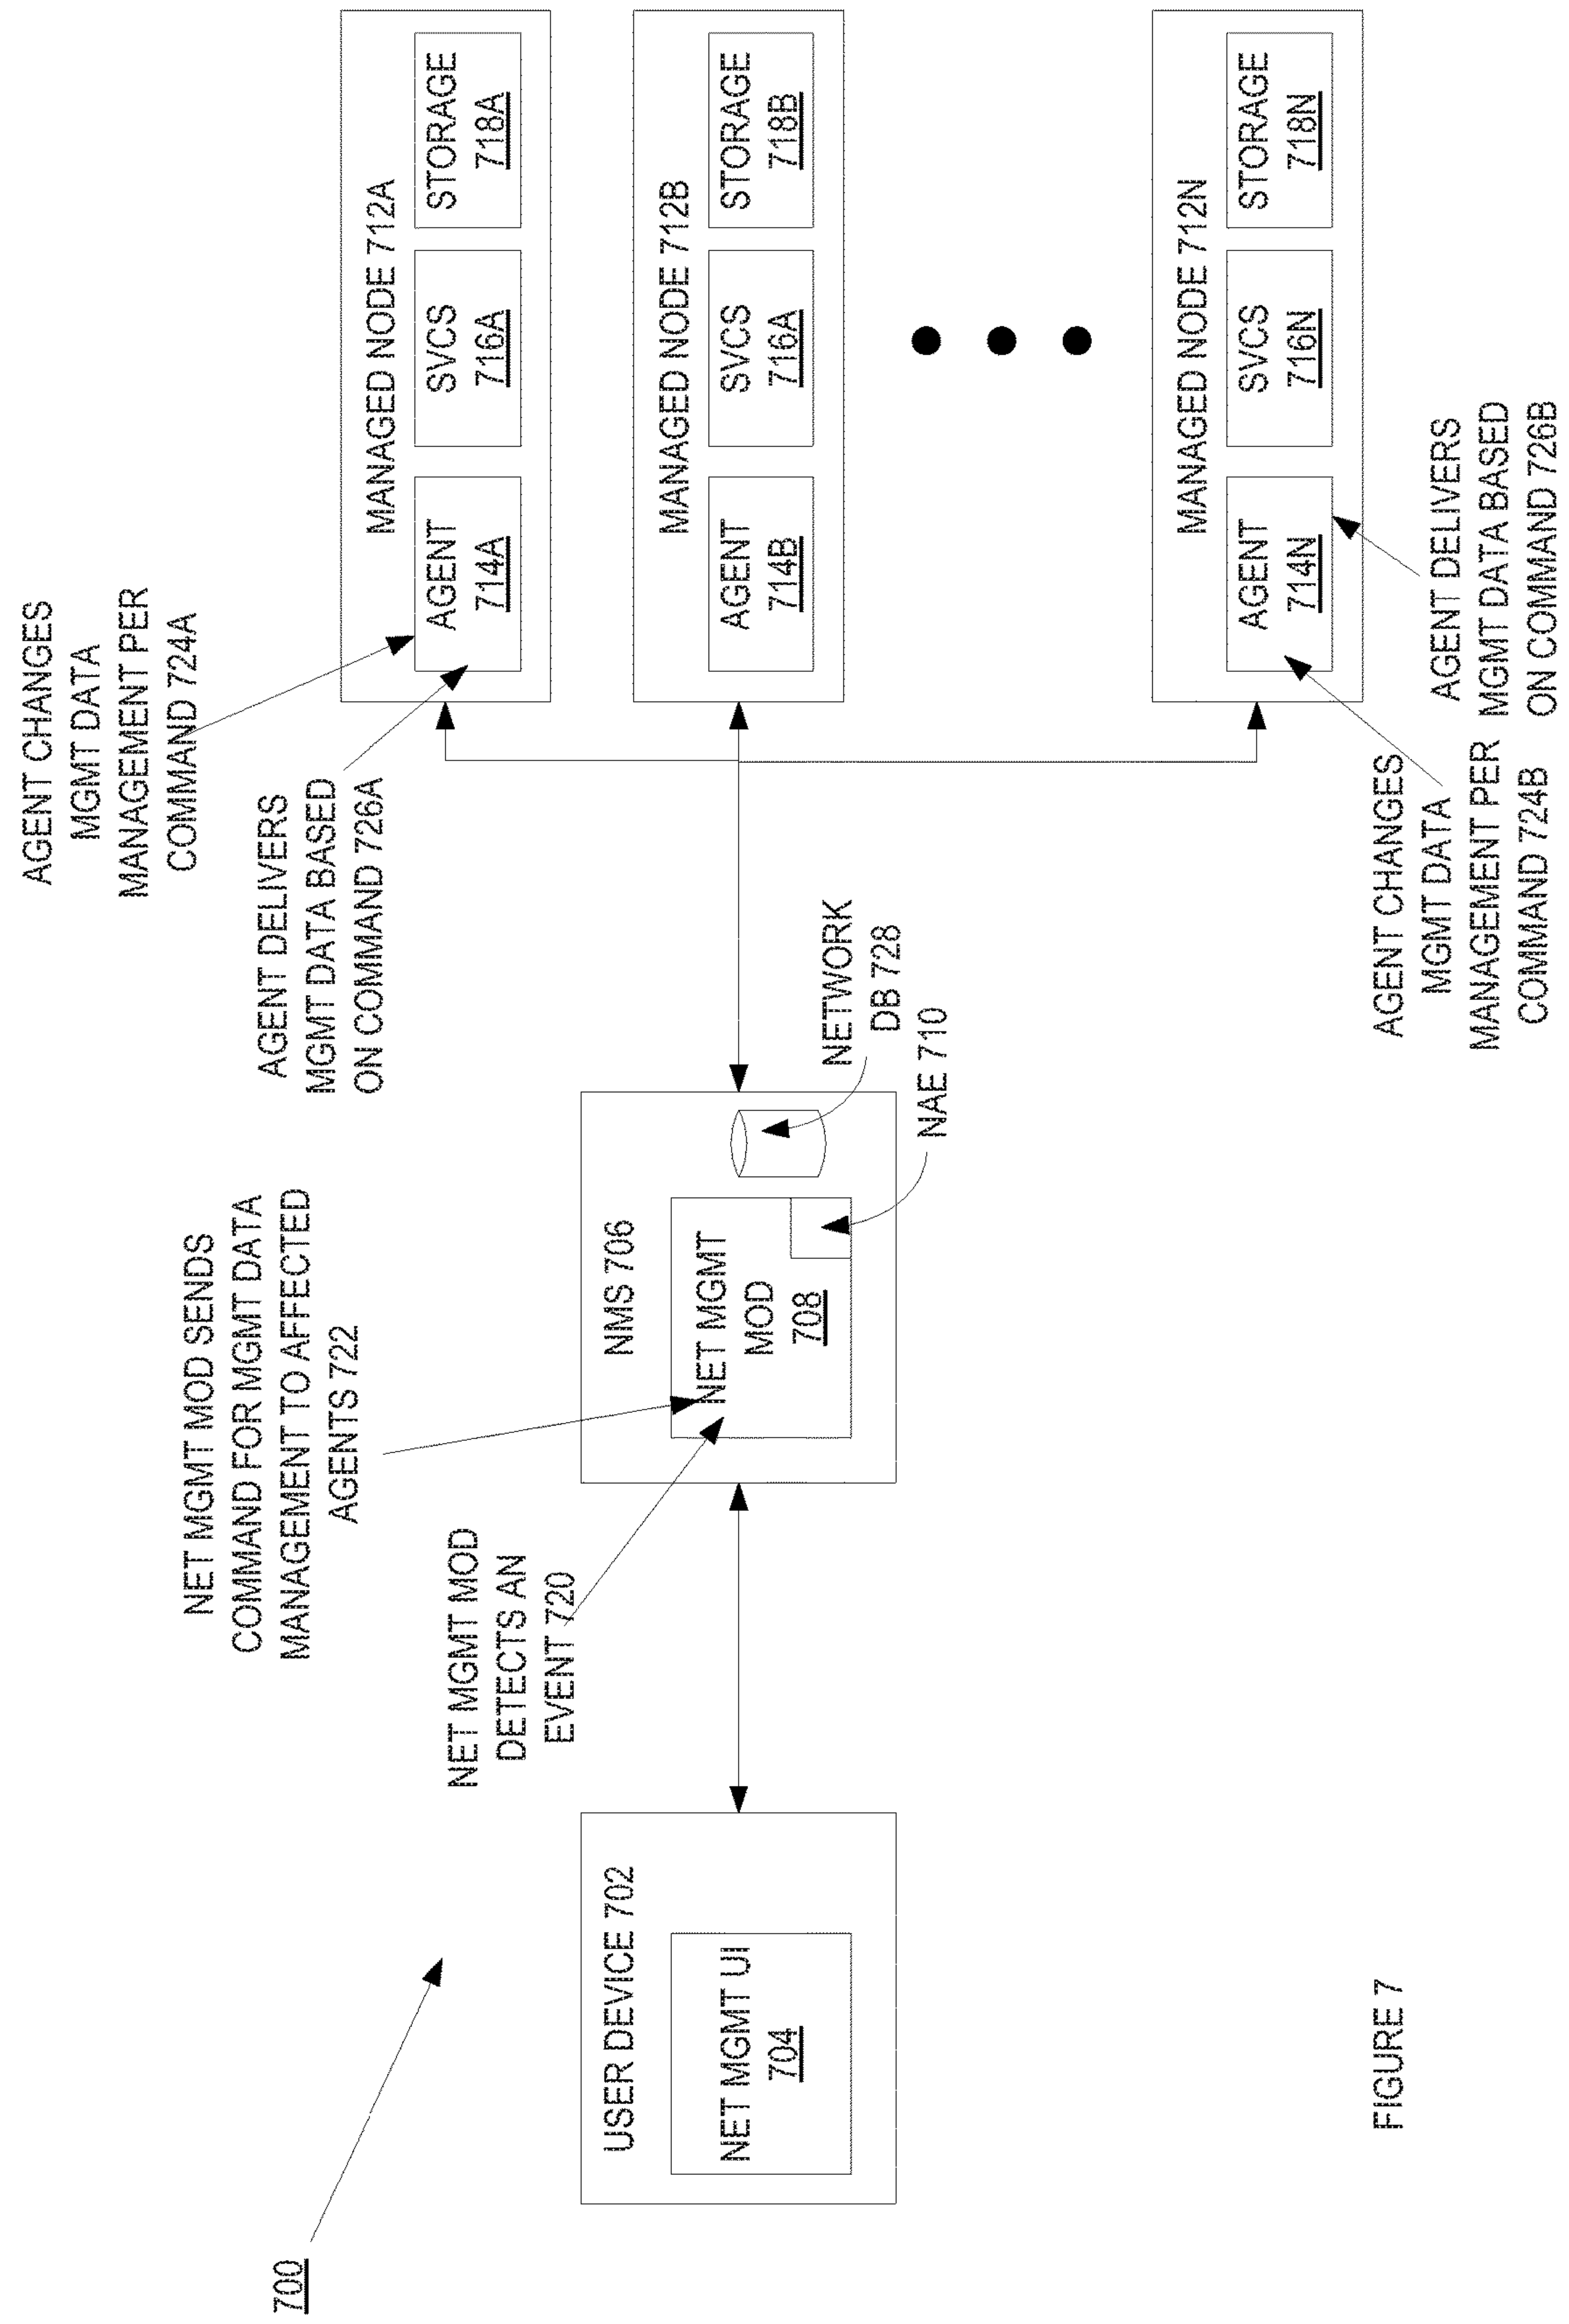 700
USER DEVICE 702
NET MGMT UI
704
NET MGMT MOD
DETECTS AN
EVENT 720
NET MGMT MOD SENDS
COMMAND FOR MGMT DATA
MANAGEMENT TO AFFECTED
AGENTS 722
NMS 706
NET MGMT
MOD
708
NETWORK
DB 728
NAE 710
AGENT CHANGES
MGMT DATA
MANAGEMENT PER
COMMAND 724A
AGENT DELIVERS
MGMT DATA BASED
ON COMMAND 726A
MANAGED NODE 712A
AGENT
714A
SVCS
716A
STORAGE
718A
MANAGED NODE 712B
AGENT
714B
SVCS
716A
STORAGE
718B
MANAGED NODE 712N
AGENT
714N
SVCS
716N
STORAGE
718N
AGENT CHANGES
MGMT DATA
MANAGEMENT PER
COMMAND 724B
AGENT DELIVERS
MGMT DATA BASED
ON COMMAND 726B
FIGURE 7